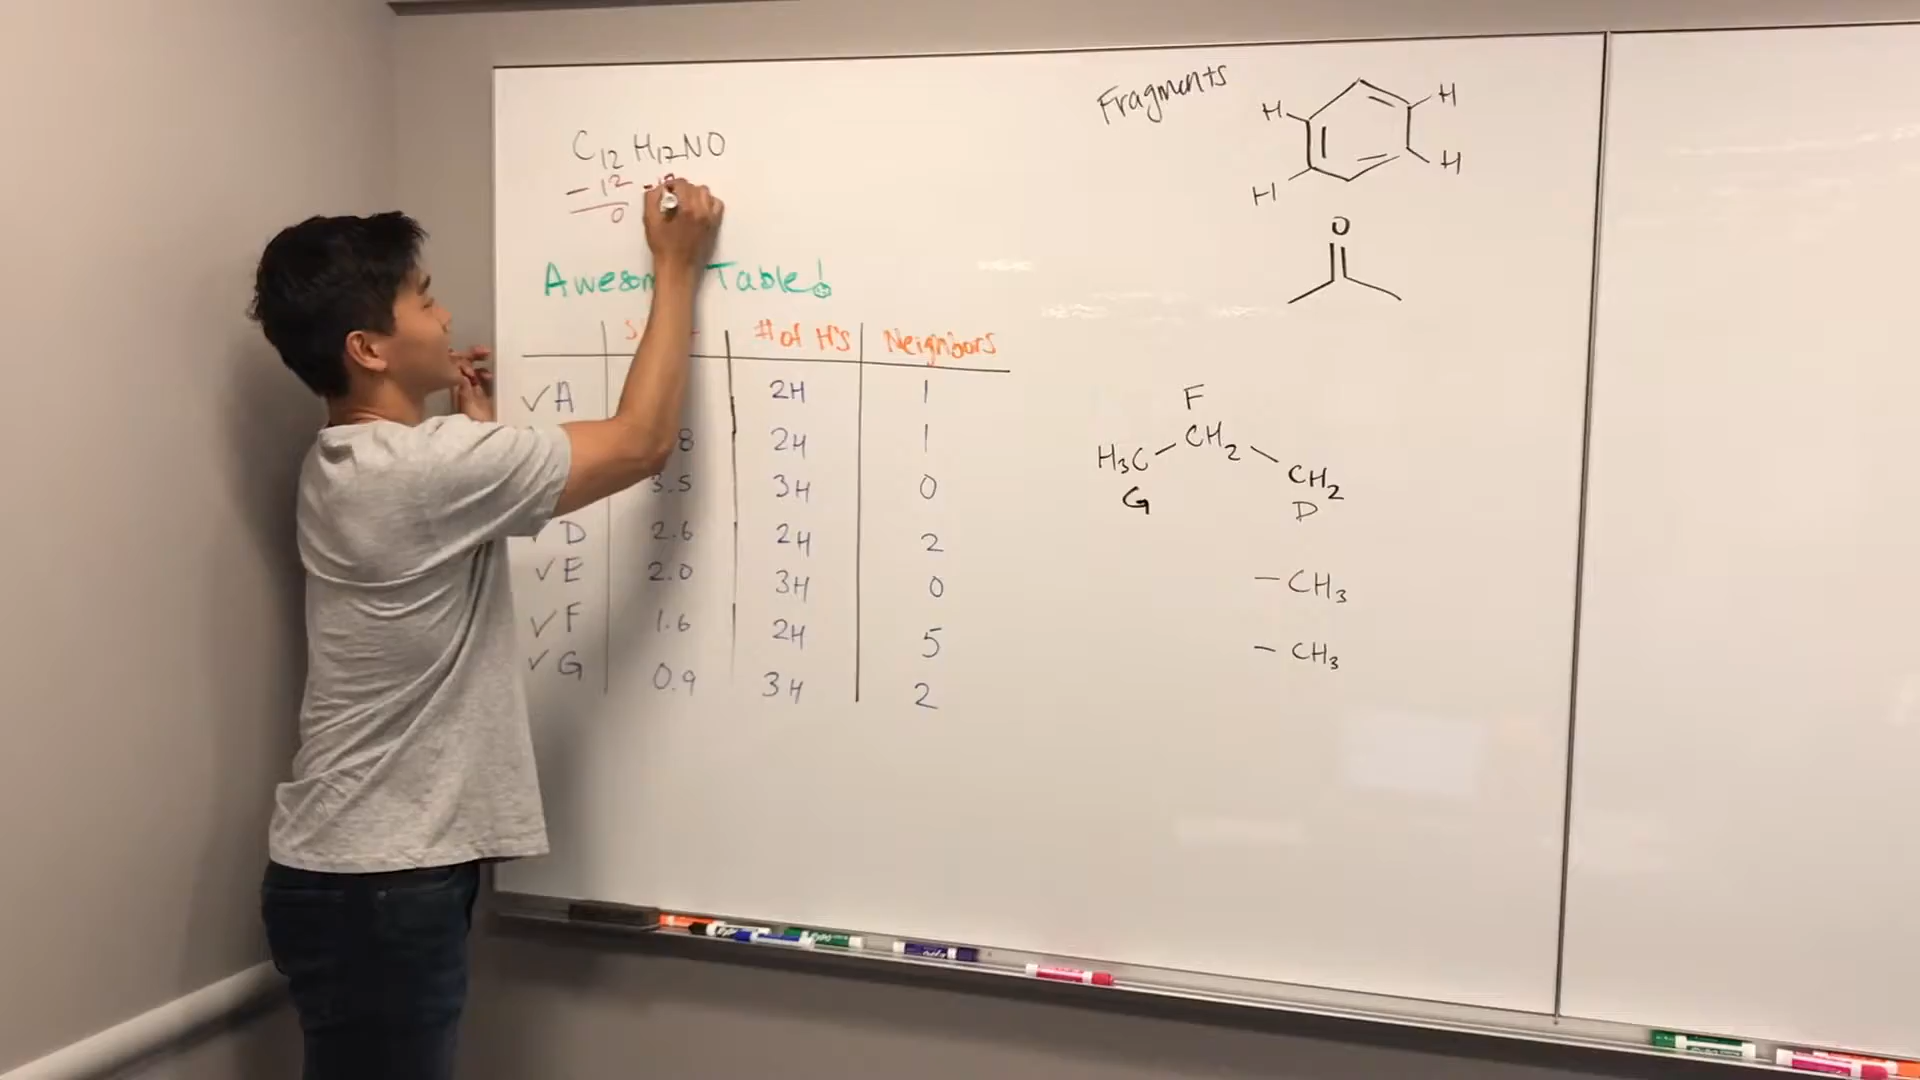 C12 H17NO
- 12 -
0
Table!
# of H's Neighbors
✓ A 2H 1
8 2H 1
3.5 3H 0
D 2.6 2H 2
✓ E 2.0 3H 0
✓ F 1.6 2H 5
✓ G 0.9 3H 2
Fragments
H H
H H
O
F
H3C CH2 CH2
G D
- CH3
- CH3